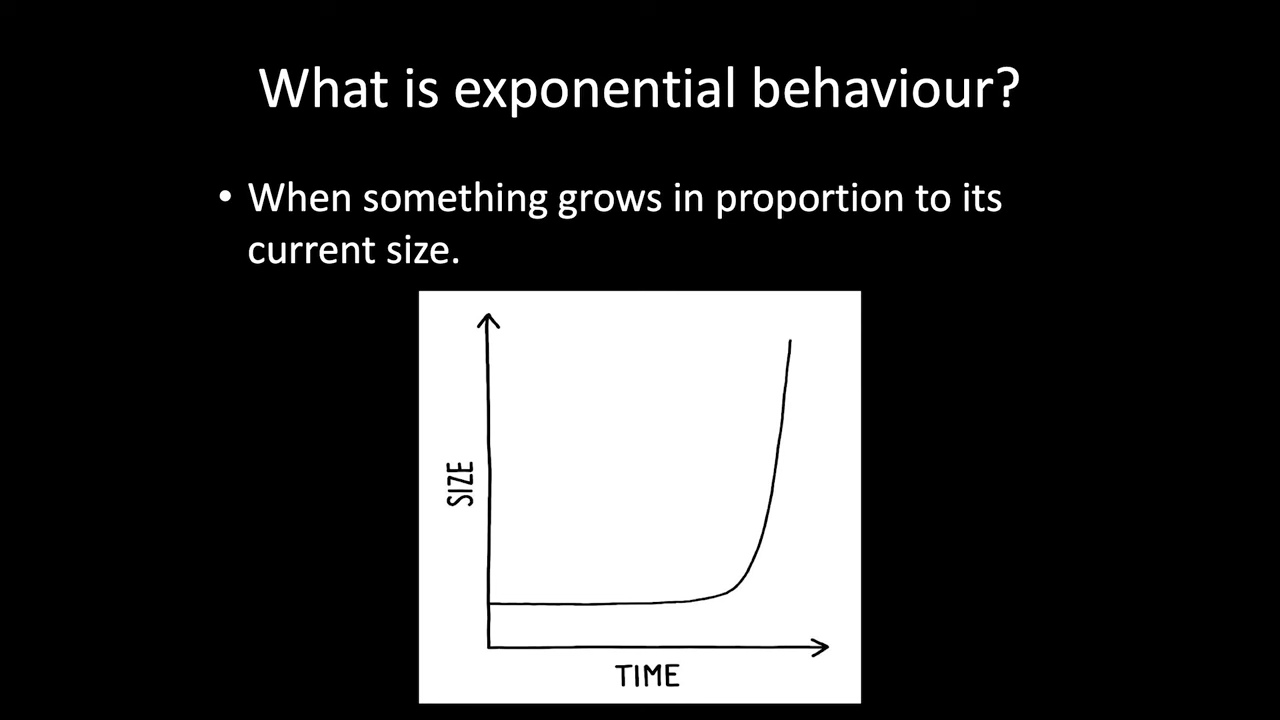 What is exponential behaviour?
• When something grows in proportion to its
current size.
SIZE
TIME